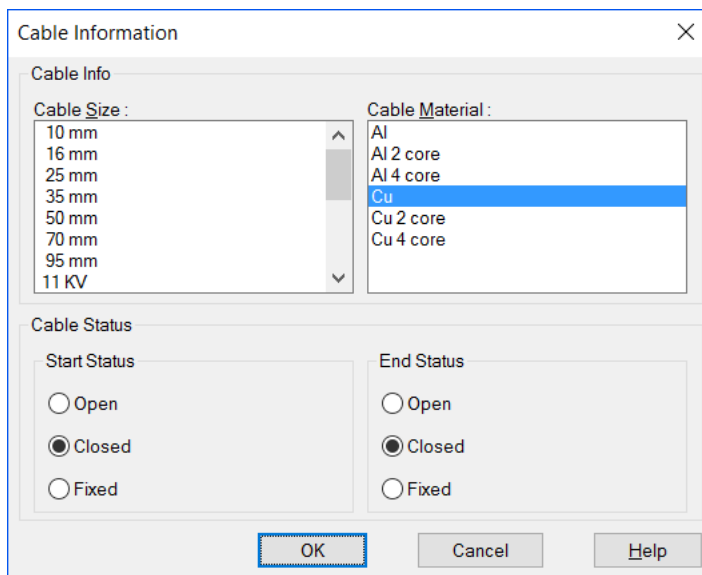 Cable Information
Cable Info
Cable Size :
10 mm
16 mm
25 mm
35 mm
50 mm
70 mm
95 mm
11 KV
Cable Material :
Al
Al 2 core
Al 4 core
Cu
Cu 2 core
Cu 4 core
Cable Status
Start Status
Open
Closed
Fixed
End Status
Open
Closed
Fixed
OK
Cancel
Help